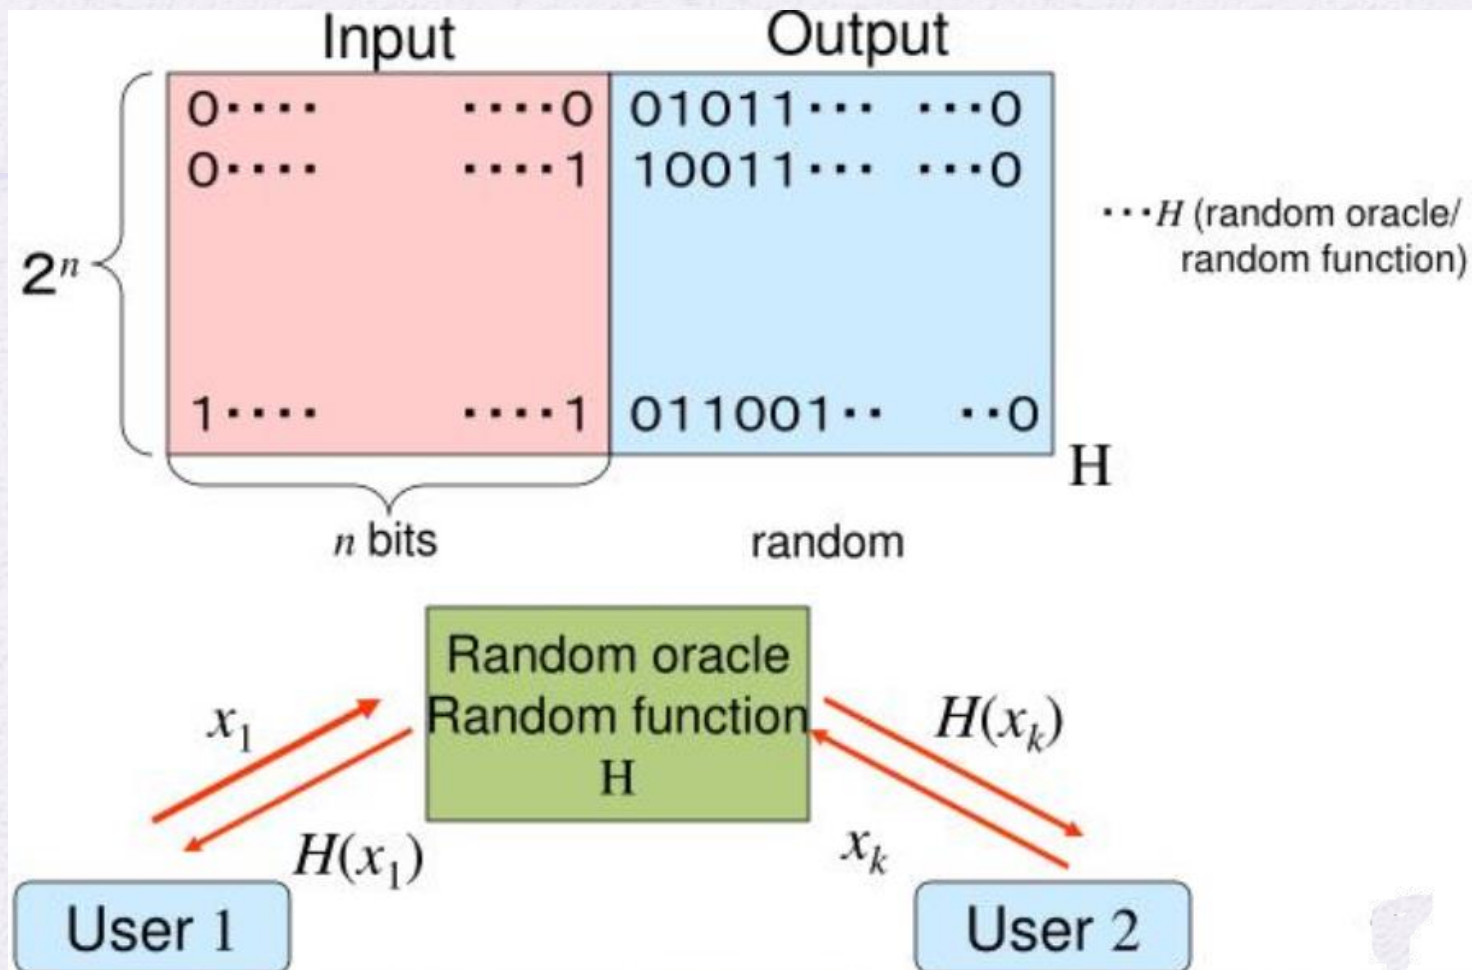 Input Output
0···· ····0 01011··· ···0
0···· ····1 10011··· ···0
···H (random oracle/
random function)
2ⁿ
1···· ····1 011001·· ··0
H
n bits random
Random oracle
Random function
H
x₁
H(x₁)
H(xₖ)
xₖ
User 1 User 2